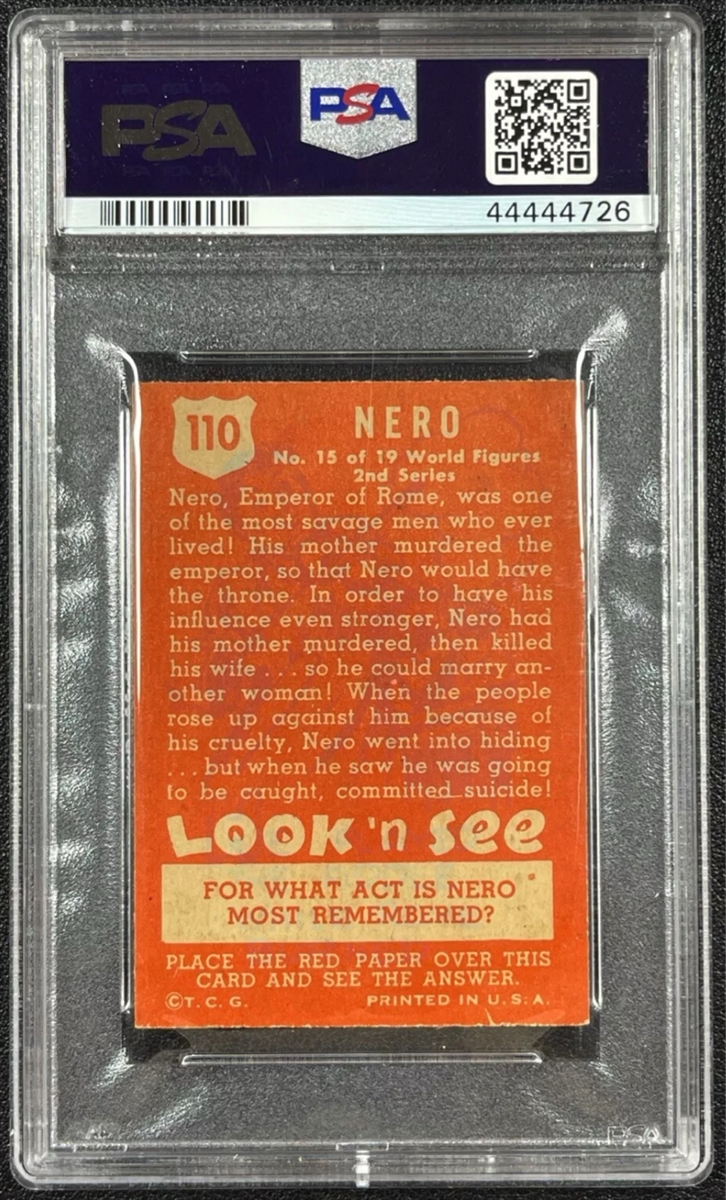 PSA
PSA
44444726
110
NERO
No. 15 of 19 World Figures
2nd Series
Nero, Emperor of Rome, was one
of the most savage men who ever
lived! His mother murdered the
emperor, so that Nero would have
the throne. In order to have his
influence even stronger, Nero had
his mother murdered, then killed
his wife . . . so he could marry an-
other woman! When the people
rose up against him because of
his cruelty, Nero went into hiding
. . . but when he saw he was going
to be caught, committed suicide!
LOOK 'n SEE
FOR WHAT ACT IS NERO
MOST REMEMBERED?
PLACE THE RED PAPER OVER THIS
CARD AND SEE THE ANSWER.
©T. C. G. PRINTED IN U. S. A.
PSA